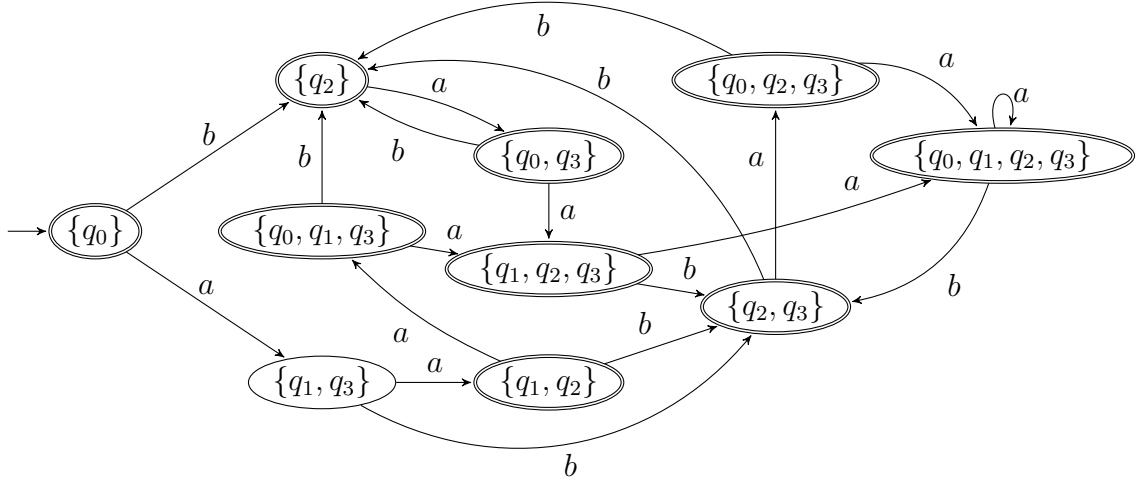 b
{q₂}
a
b
{q₀, q₂, q₃}
a
a
b
b
b
{q₀, q₃}
{q₀, q₁, q₂, q₃}
a
a
{q₀}
{q₀, q₁, q₃}
a
a
{q₁, q₂, q₃}
b
a
b
{q₂, q₃}
b
a
{q₁, q₃}
a
{q₁, q₂}
b